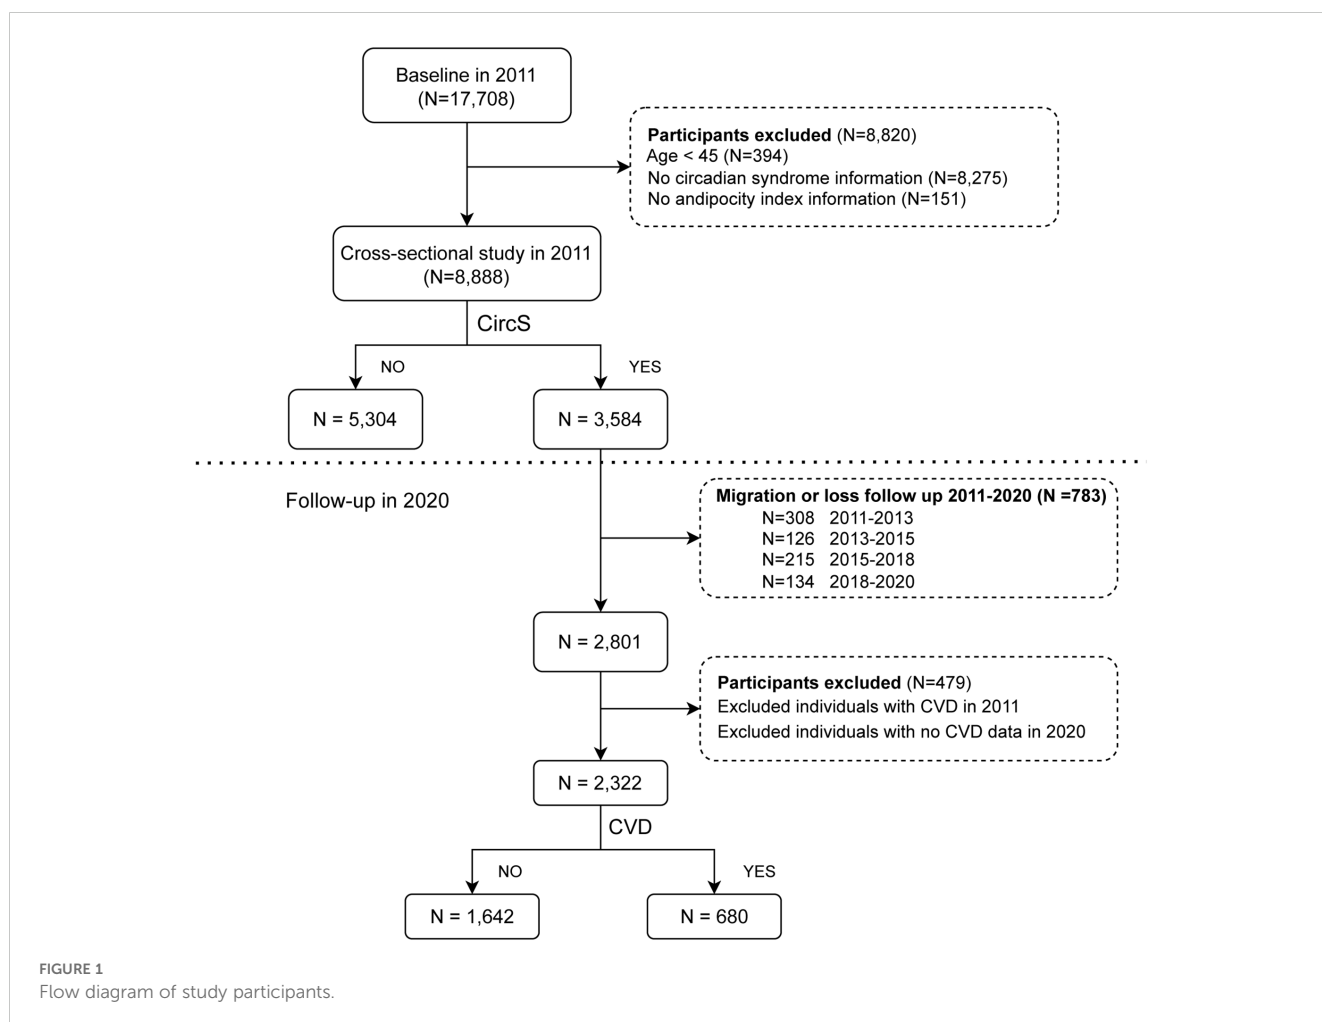 Baseline in 2011
(N=17,708)
Participants excluded (N=8,820)
Age < 45 (N=394)
No circadian syndrome information (N=8,275)
No andipocity index information (N=151)
Cross-sectional study in 2011
(N=8,888)
CircS
NO
YES
N = 5,304
N = 3,584
Follow-up in 2020
Migration or loss follow up 2011-2020 (N =783)
N=308 2011-2013
N=126 2013-2015
N=215 2015-2018
N=134 2018-2020
N = 2,801
Participants excluded (N=479)
Excluded individuals with CVD in 2011
Excluded individuals with no CVD data in 2020
N = 2,322
CVD
NO
YES
N = 1,642
N = 680
FIGURE 1
Flow diagram of study participants.